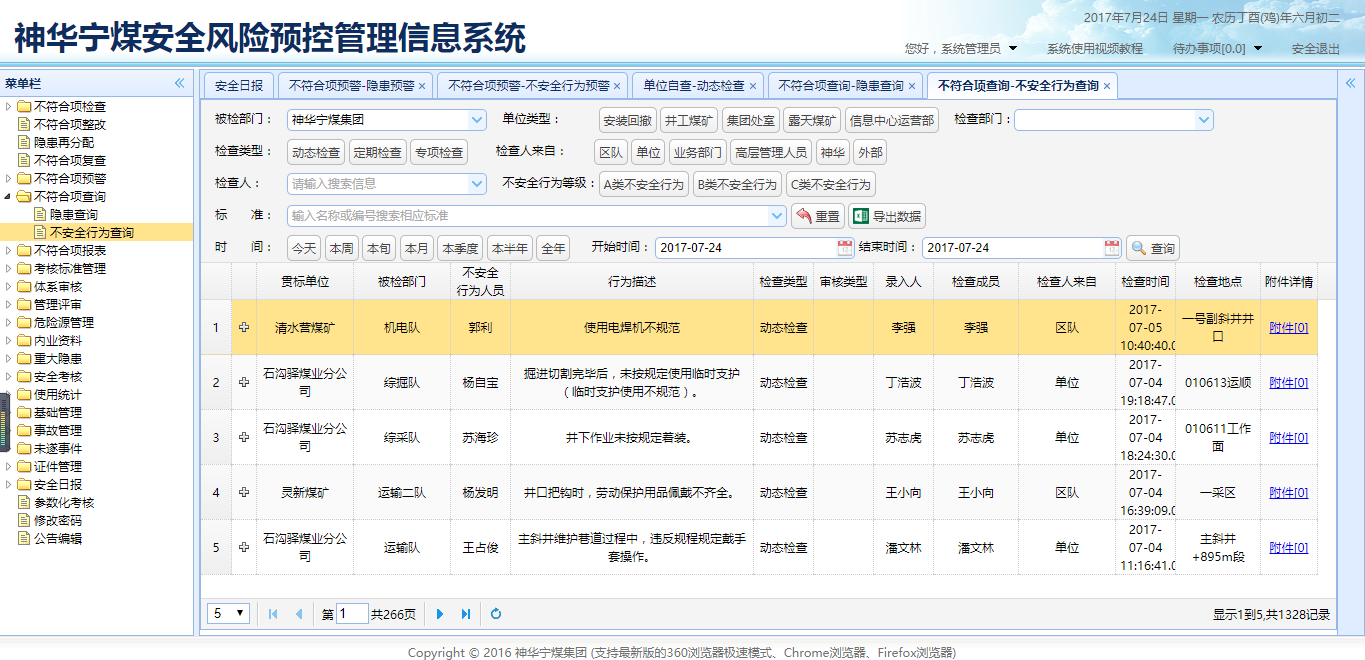 神华宁煤安全风险预控管理信息系统
2017年7月24日 星期一 农历丁酉(鸡)年六月初二
您好，系统管理员 系统使用视频教程 待办事项[0.0] 安全退出
菜单栏
不符合项检查
不符合项整改
隐患再分配
不符合项复查
不符合项预警
不符合项查询
隐患查询
不安全行为查询
不符合项报表
考核标准管理
体系审核
管理评审
危险源管理
内业资料
重大隐患
安全考核
使用统计
基础管理
事故管理
未遂事件
证件管理
安全日报
参数化考核
修改密码
公告编辑
安全日报 不符合项预警-隐患预警 × 不符合项预警-不安全行为预警 × 单位自查-动态检查 × 不符合项查询-隐患查询 × 不符合项查询-不安全行为查询 ×
被检部门： 神华宁煤集团 单位类型： 安装回撤 井工煤矿 集团处室 露天煤矿 信息中心运营部 检查部门：
检查类型： 动态检查 定期检查 专项检查 检查人来自： 区队 单位 业务部门 高层管理人员 神华 外部
检查人： 请输入搜索信息 不安全行为等级： A类不安全行为 B类不安全行为 C类不安全行为
标 准： 输入名称或编号搜索相应标准 重置 导出数据
时 间： 今天 本周 本旬 本月 本季度 本半年 全年 开始时间： 2017-07-24 结束时间： 2017-07-24 查询
贯标单位 被检部门 不安全行为人员 行为描述 检查类型 审核类型 录入人 检查成员 检查人来自 检查时间 检查地点 附件详情
1 清水营煤矿 机电队 郭利 使用电焊机不规范 动态检查 李强 李强 区队 2017-07-05 10:40:40.0 一号副斜井井口 附件[0]
2 石沟驿煤业分公司 综掘队 杨自宝 掘进切割完毕后，未按规定使用临时支护（临时支护使用不规范）。 动态检查 丁浩波 丁浩波 单位 2017-07-04 19:18:47.0 010613运顺 附件[0]
3 石沟驿煤业分公司 综采队 苏海珍 井下作业未按规定着装。 动态检查 苏志虎 苏志虎 单位 2017-07-04 18:24:30.0 010611工作面 附件[0]
4 灵新煤矿 运输二队 杨发明 井口把钩时，劳动保护用品佩戴不齐全。 动态检查 王小向 王小向 区队 2017-07-04 16:39:09.0 一采区 附件[0]
5 石沟驿煤业分公司 运输队 王占俊 主斜井维护巷道过程中，违反规程规定戴手套操作。 动态检查 潘文林 潘文林 单位 2017-07-04 11:16:41.0 主斜井+895m段 附件[0]
5 第 1 共266页 显示1到5,共1328记录
Copyright © 2016 神华宁煤集团 (支持最新版的360浏览器极速模式、Chrome浏览器、Firefox浏览器)